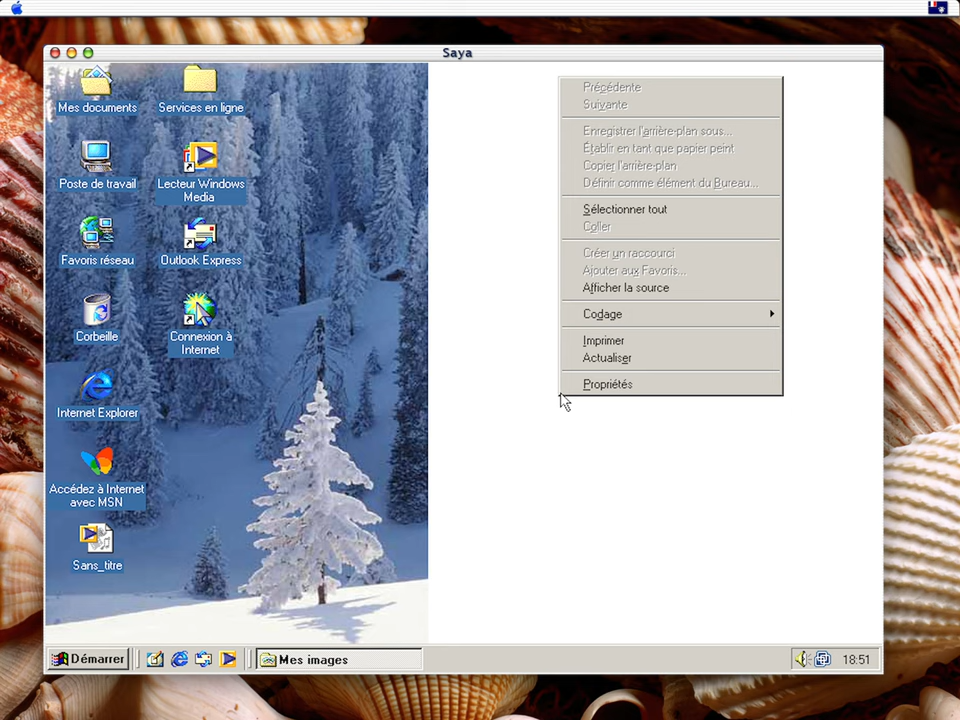 Saya
Mes documents
Services en ligne
Poste de travail
Lecteur Windows
Media
Favoris réseau
Outlook Express
Corbeille
Connexion à
Internet
Internet Explorer
Accédez à Internet
avec MSN
Sans_titre
Précédente
Suivante
Enregistrer l'arrière-plan sous...
Établir en tant que papier peint
Copier l'arrière-plan
Définir comme élément du Bureau...
Sélectionner tout
Coller
Créer un raccourci
Ajouter aux Favoris...
Afficher la source
Codage
Imprimer
Actualiser
Propriétés
Démarrer
Mes images
18:51